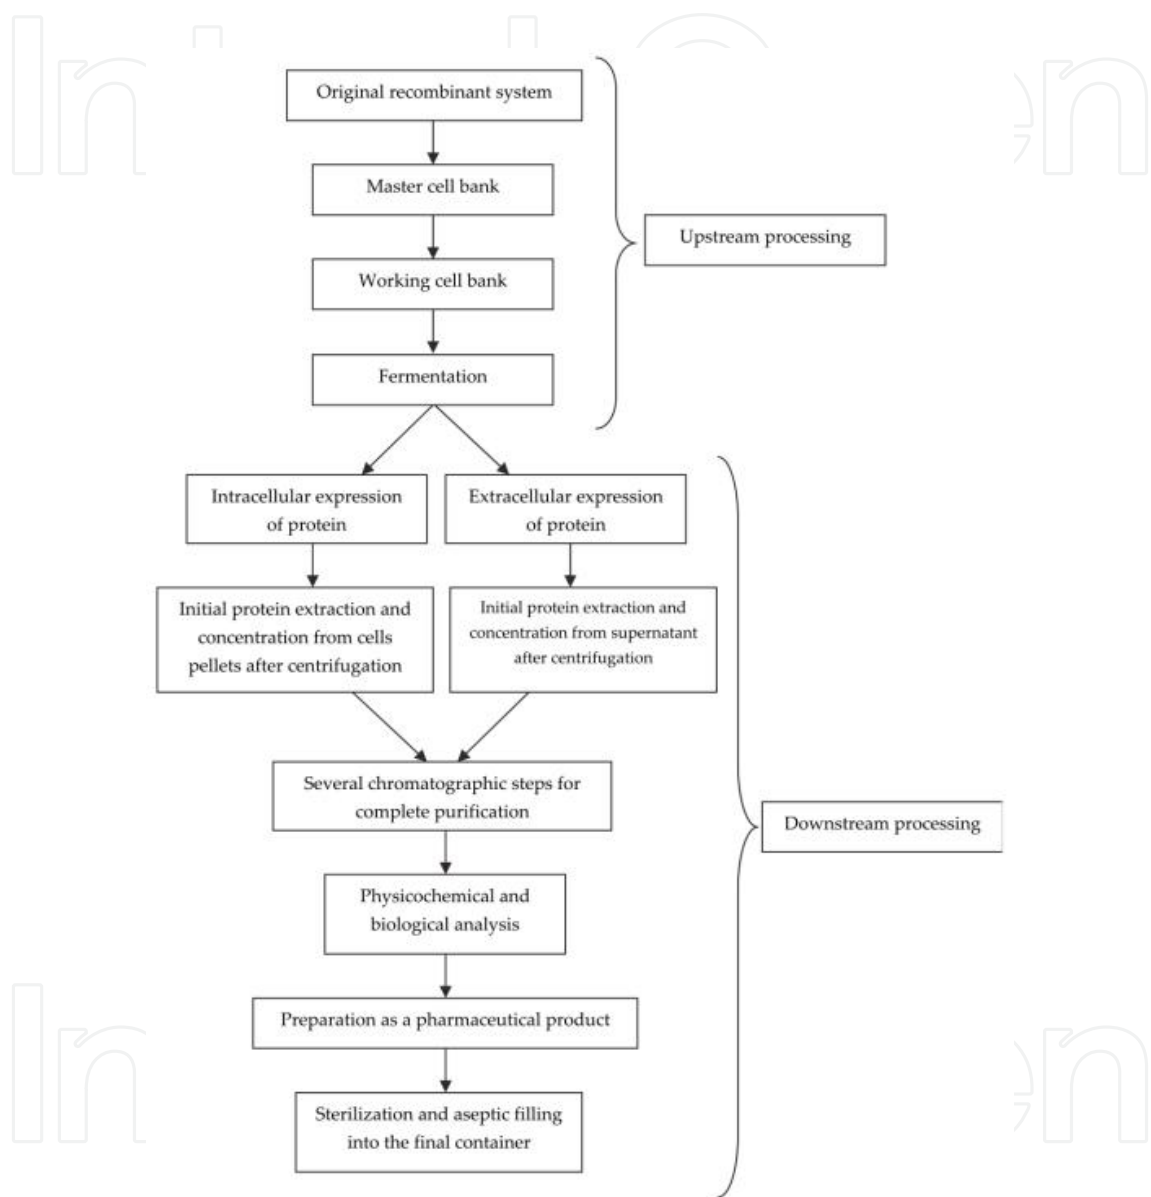 Original recombinant system
Master cell bank
Upstream processing
Working cell bank
Fermentation
Intracellular expression
of protein
Extracellular expression
of protein
Initial protein extraction and
concentration from cells
pellets after centrifugation
Initial protein extraction and
concentration from supernatant
after centrifugation
Several chromatographic steps for
complete purification
Downstream processing
Physicochemical and
biological analysis
Preparation as a pharmaceutical product
Sterilization and aseptic filling
into the final container